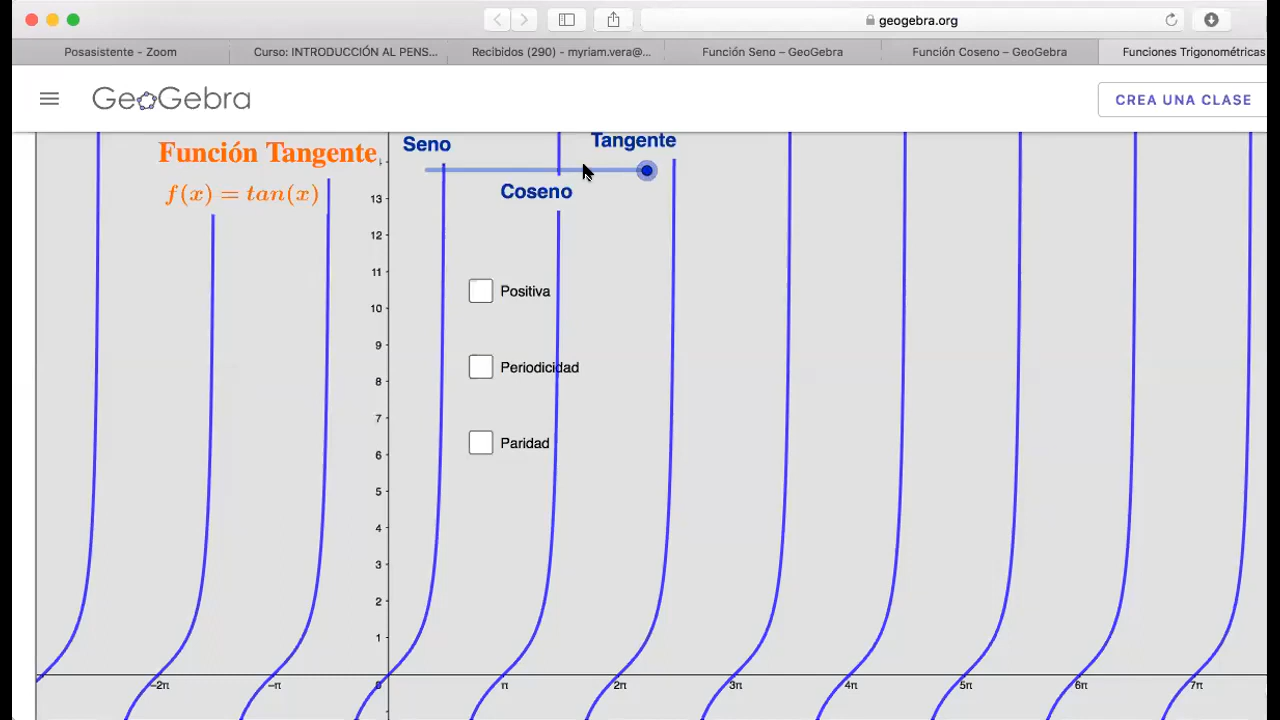 geogebra.org
Posasistente - Zoom
Curso: INTRODUCCIÓN AL PENS...
Recibidos (290) - myriam.vera@...
Función Seno – GeoGebra
Función Coseno – GeoGebra
Funciones Trigonométricas
GeoGebra
CREA UNA CLASE
Función Tangente
f(x) = tan(x)
Seno
Tangente
Coseno
13
12
11
10
9
8
7
6
5
4
3
2
1
Positiva
Periodicidad
Paridad
−2π
−π
0
π
2π
3π
4π
5π
6π
7π